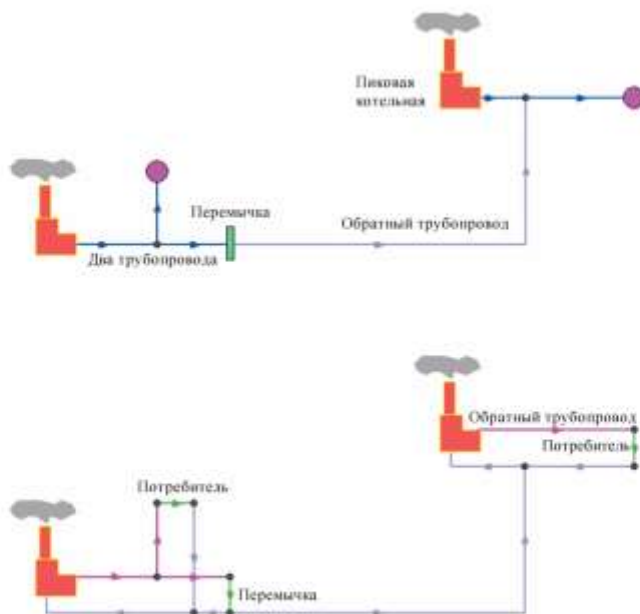 Пиковая
котельная
Перемычка
Обратный трубопровод
Два трубопровода
Обратный трубопровод
Потребитель
Потребитель
Перемычка